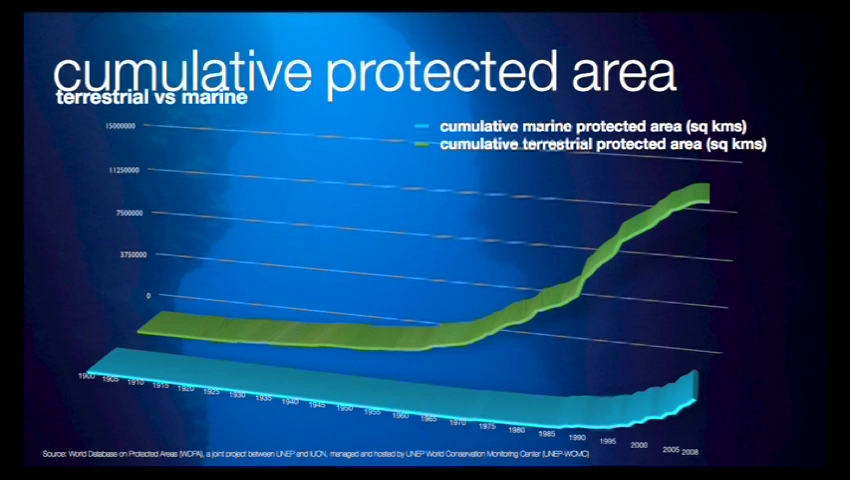 cumulative protected area
terrestrial vs marine
cumulative marine protected area (sq kms)
cumulative terrestrial protected area (sq kms)
15000000
11250000
7500000
3750000
0
1900 1905 1910 1915 1920 1925 1930 1935 1940 1945 1950 1955 1960 1965 1970 1975 1980 1985 1990 1995 2000 2005 2008
Source: World Database on Protected Areas (WDPA), a joint project between UNEP and IUCN, managed and hosted by UNEP World Conservation Monitoring Center (UNEP-WCMC)